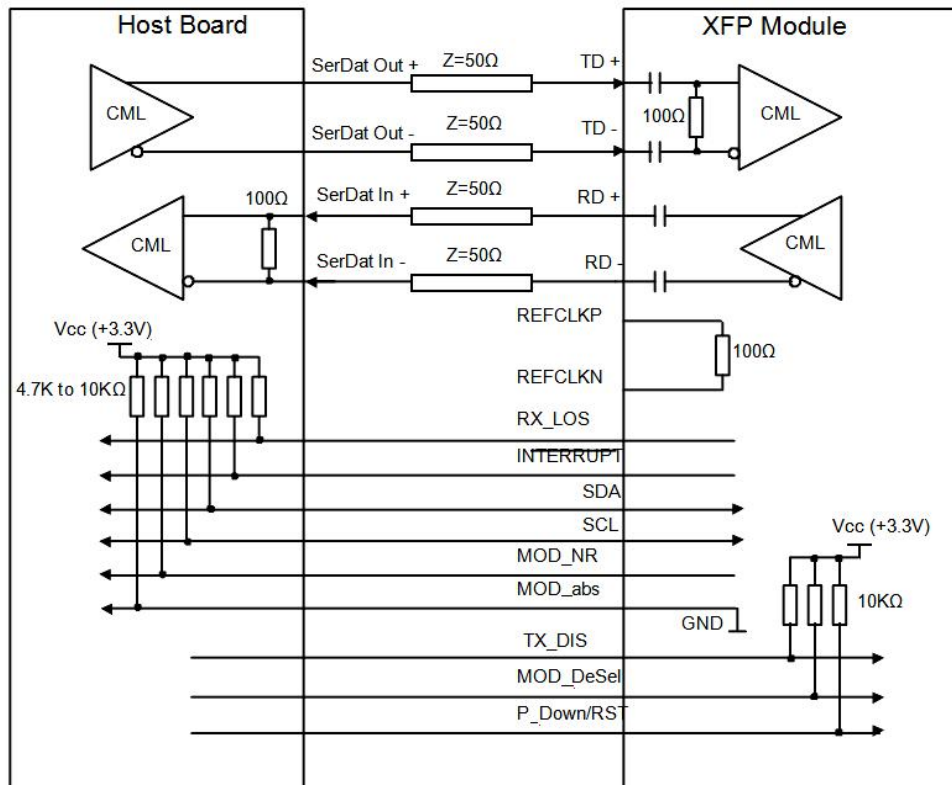 Host Board
XFP Module
SerDat Out +
Z=50Ω
TD +
CML
100Ω
CML
SerDat Out -
Z=50Ω
TD -
100Ω
SerDat In +
Z=50Ω
RD +
CML
CML
SerDat In -
Z=50Ω
RD -
REFCLKP
Vcc (+3.3V)
100Ω
4.7K to 10KΩ
REFCLKN
RX_LOS
INTERRUPT
SDA
SCL
Vcc (+3.3V)
MOD_NR
MOD_abs
10KΩ
GND
TX_DIS
MOD_DeSel
P_Down/RST